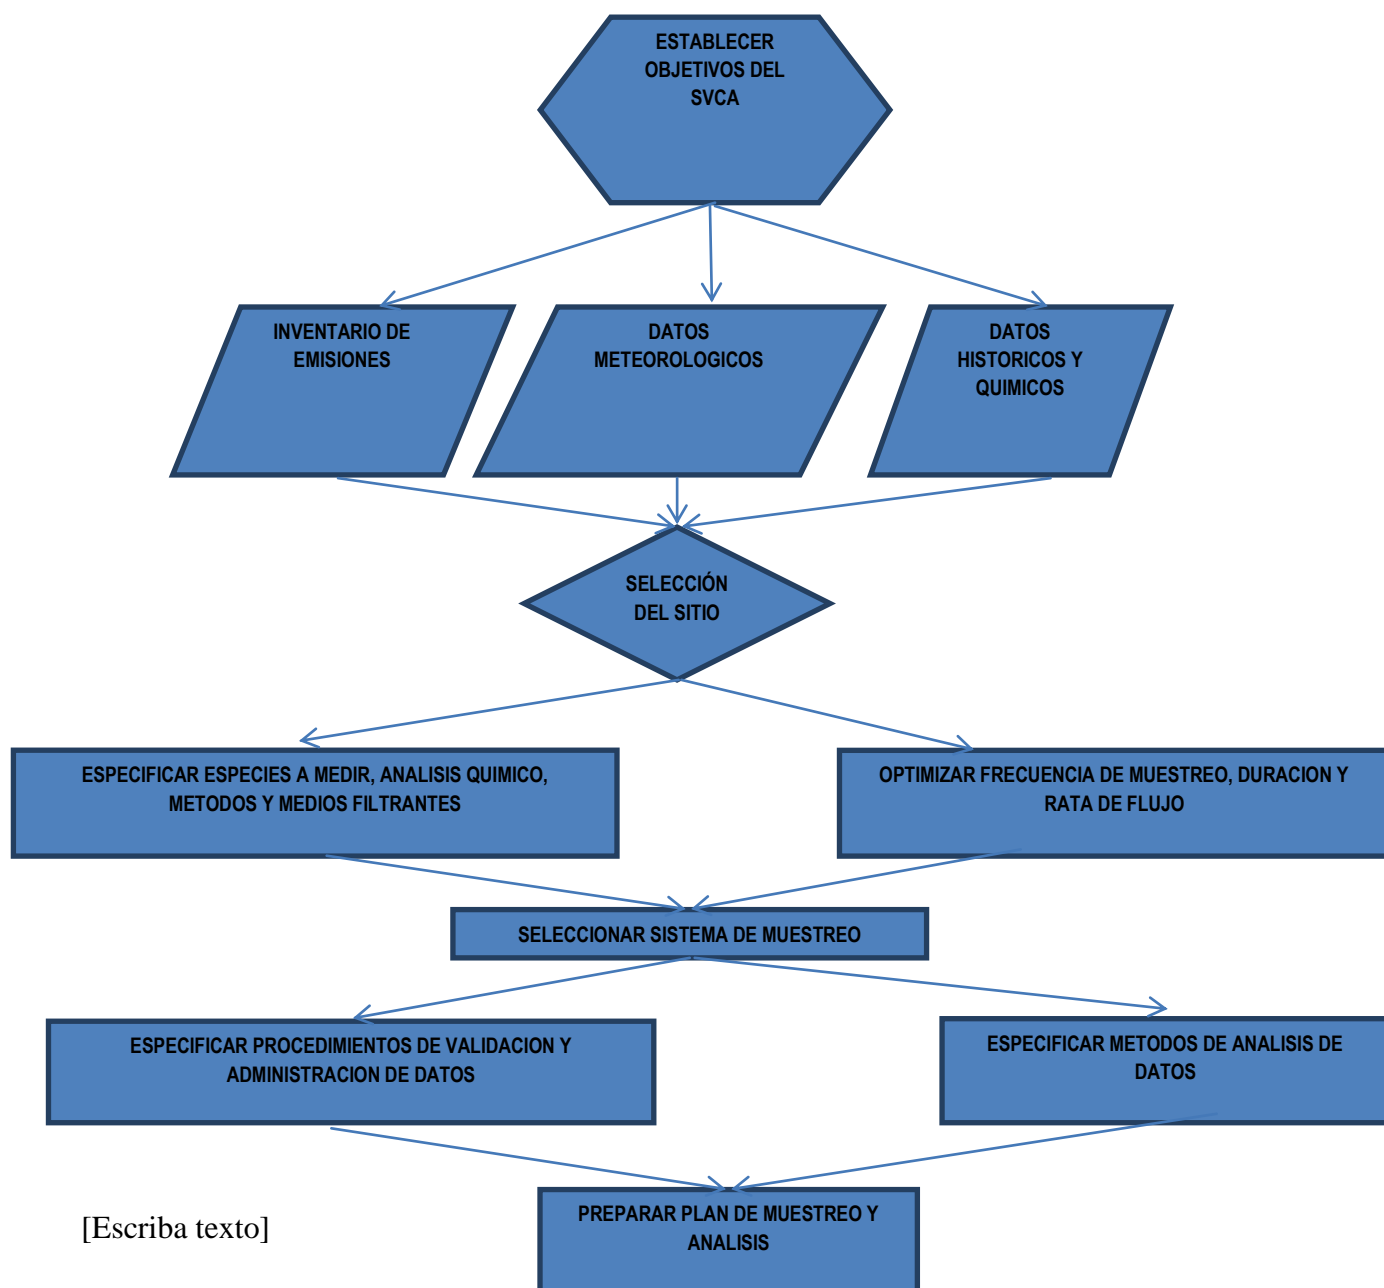 ESTABLECER
OBJETIVOS DEL
SVCA
INVENTARIO DE
EMISIONES
DATOS
METEOROLOGICOS
DATOS
HISTORICOS Y
QUIMICOS
SELECCIÓN
DEL SITIO
ESPECIFICAR ESPECIES A MEDIR, ANALISIS QUIMICO,
METODOS Y MEDIOS FILTRANTES
OPTIMIZAR FRECUENCIA DE MUESTREO, DURACION Y
RATA DE FLUJO
SELECCIONAR SISTEMA DE MUESTREO
ESPECIFICAR PROCEDIMIENTOS DE VALIDACION Y
ADMINISTRACION DE DATOS
ESPECIFICAR METODOS DE ANALISIS DE
DATOS
PREPARAR PLAN DE MUESTREO Y
ANALISIS
[Escriba texto]